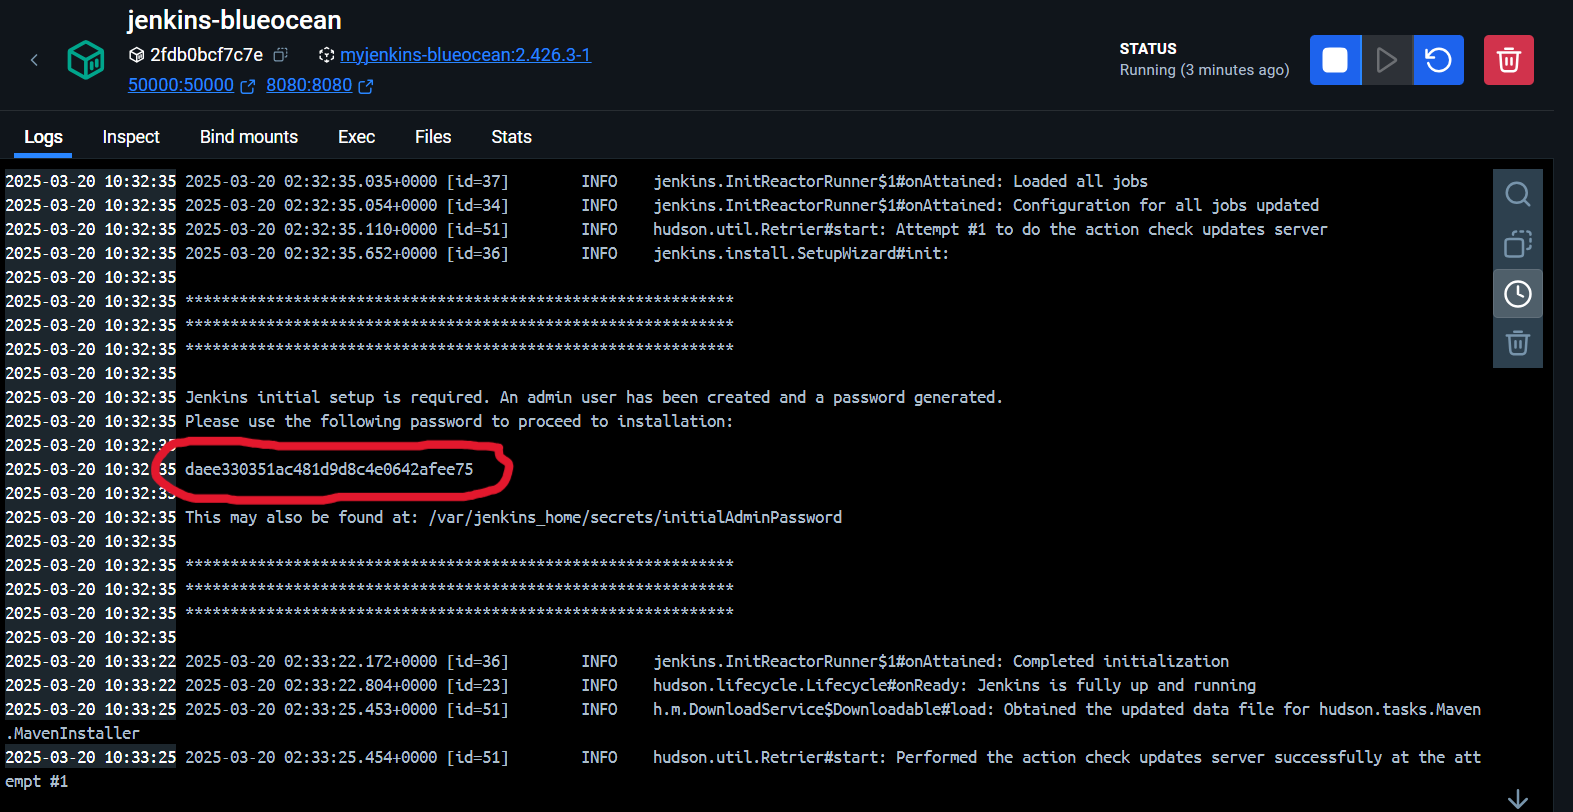 jenkins-blueocean
2fdb0bcf7c7e myjenkins-blueocean:2.426.3-1
50000:50000 8080:8080
STATUS
Running (3 minutes ago)
Logs Inspect Bind mounts Exec Files Stats
2025-03-20 10:32:35 2025-03-20 02:32:35.035+0000 [id=37] INFO jenkins.InitReactorRunner$1#onAttained: Loaded all jobs
2025-03-20 10:32:35 2025-03-20 02:32:35.054+0000 [id=34] INFO jenkins.InitReactorRunner$1#onAttained: Configuration for all jobs updated
2025-03-20 10:32:35 2025-03-20 02:32:35.110+0000 [id=51] INFO hudson.util.Retrier#start: Attempt #1 to do the action check updates server
2025-03-20 10:32:35 2025-03-20 02:32:35.652+0000 [id=36] INFO jenkins.install.SetupWizard#init:
2025-03-20 10:32:35
2025-03-20 10:32:35 *************************************************************
2025-03-20 10:32:35 *************************************************************
2025-03-20 10:32:35 *************************************************************
2025-03-20 10:32:35
2025-03-20 10:32:35 Jenkins initial setup is required. An admin user has been created and a password generated.
2025-03-20 10:32:35 Please use the following password to proceed to installation:
2025-03-20 10:32:35
2025-03-20 10:32:35 daee330351ac481d9d8c4e0642afee75
2025-03-20 10:32:35
2025-03-20 10:32:35 This may also be found at: /var/jenkins_home/secrets/initialAdminPassword
2025-03-20 10:32:35
2025-03-20 10:32:35 *************************************************************
2025-03-20 10:32:35 *************************************************************
2025-03-20 10:32:35 *************************************************************
2025-03-20 10:32:35
2025-03-20 10:33:22 2025-03-20 02:33:22.172+0000 [id=36] INFO jenkins.InitReactorRunner$1#onAttained: Completed initialization
2025-03-20 10:33:22 2025-03-20 02:33:22.804+0000 [id=23] INFO hudson.lifecycle.Lifecycle#onReady: Jenkins is fully up and running
2025-03-20 10:33:25 2025-03-20 02:33:25.453+0000 [id=51] INFO h.m.DownloadService$Downloadable#load: Obtained the updated data file for hudson.tasks.Maven
.MavenInstaller
2025-03-20 10:33:25 2025-03-20 02:33:25.454+0000 [id=51] INFO hudson.util.Retrier#start: Performed the action check updates server successfully at the att
empt #1